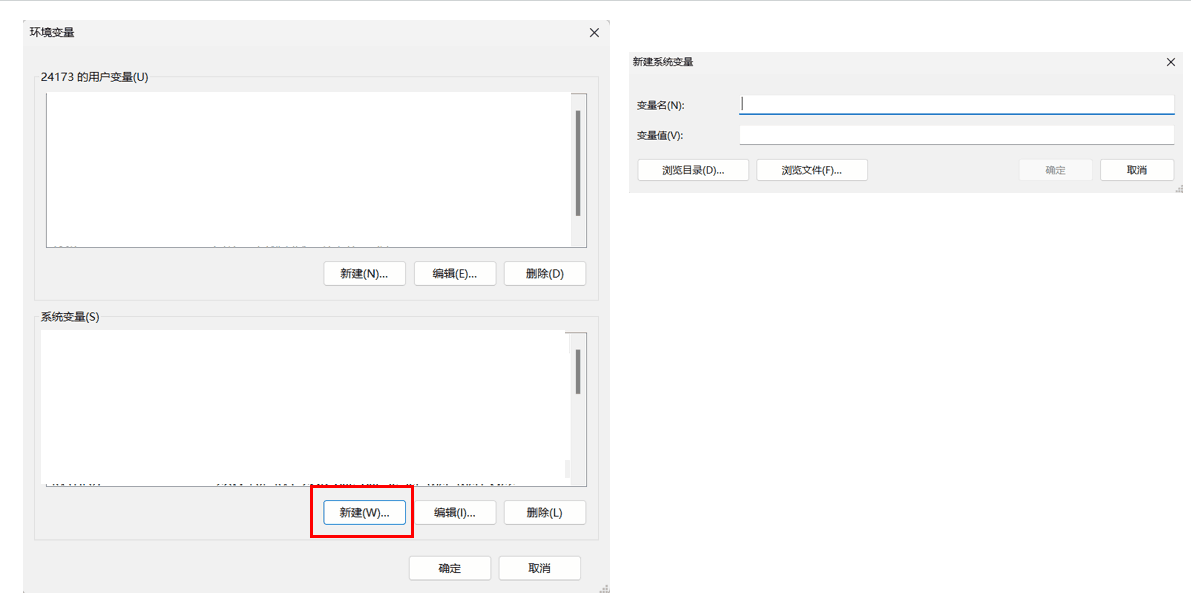 环境变量
24173 的用户变量(U)
新建(N)...
编辑(E)...
删除(D)
系统变量(S)
新建(W)...
编辑(I)...
删除(L)
确定
取消
新建系统变量
变量名(N):
变量值(V):
浏览目录(D)...
浏览文件(F)...
确定
取消